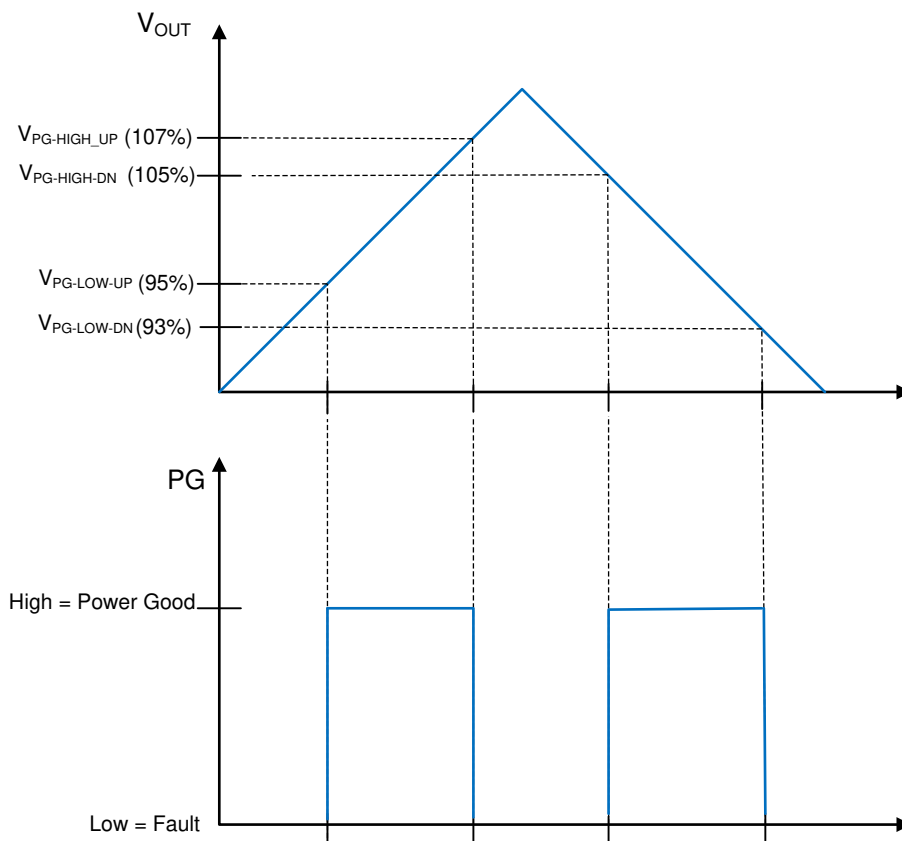 VOUT
VPG-HIGH_UP (107%)
VPG-HIGH-DN (105%)
VPG-LOW-UP (95%)
VPG-LOW-DN (93%)
PG
High = Power Good
Low = Fault